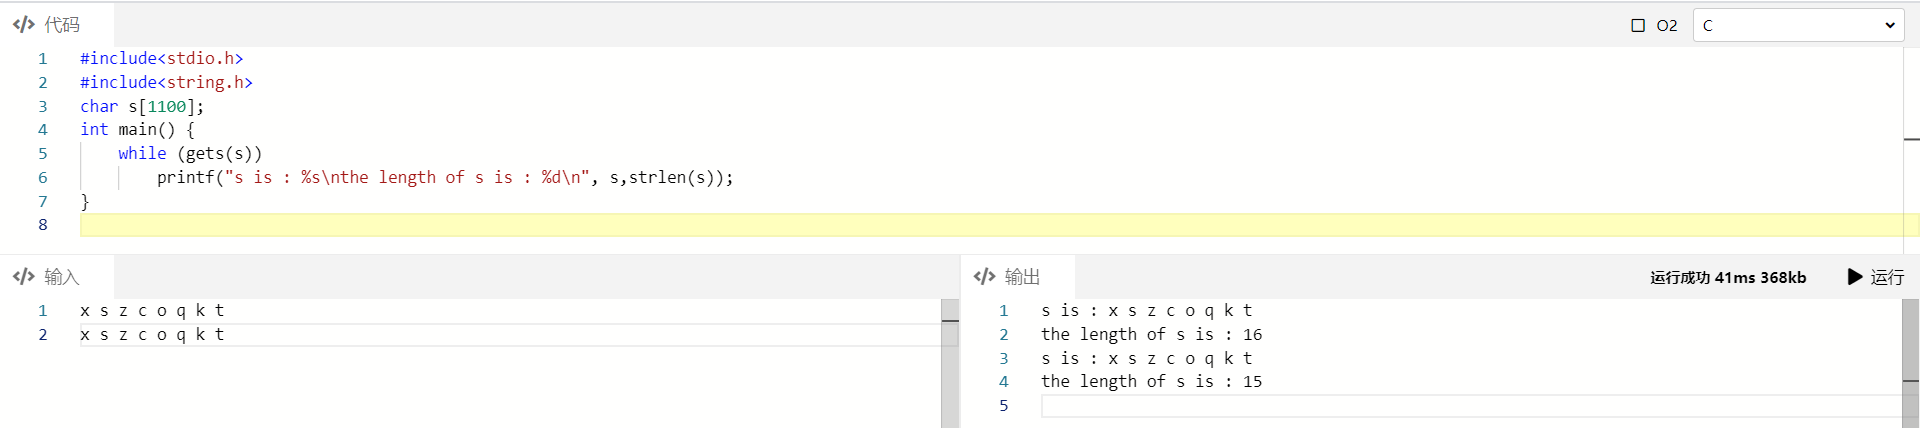 </> 代码
O2
C
1 #include<stdio.h>
2 #include<string.h>
3 char s[1100];
4 int main() {
5 while (gets(s))
6 printf("s is : %s\nthe length of s is : %d\n", s,strlen(s));
7 }
8
</> 输入
1 x s z c o q k t
2 x s z c o q k t
</> 输出
运行成功 41ms 368kb
运行
1 s is : x s z c o q k t
2 the length of s is : 16
3 s is : x s z c o q k t
4 the length of s is : 15
5